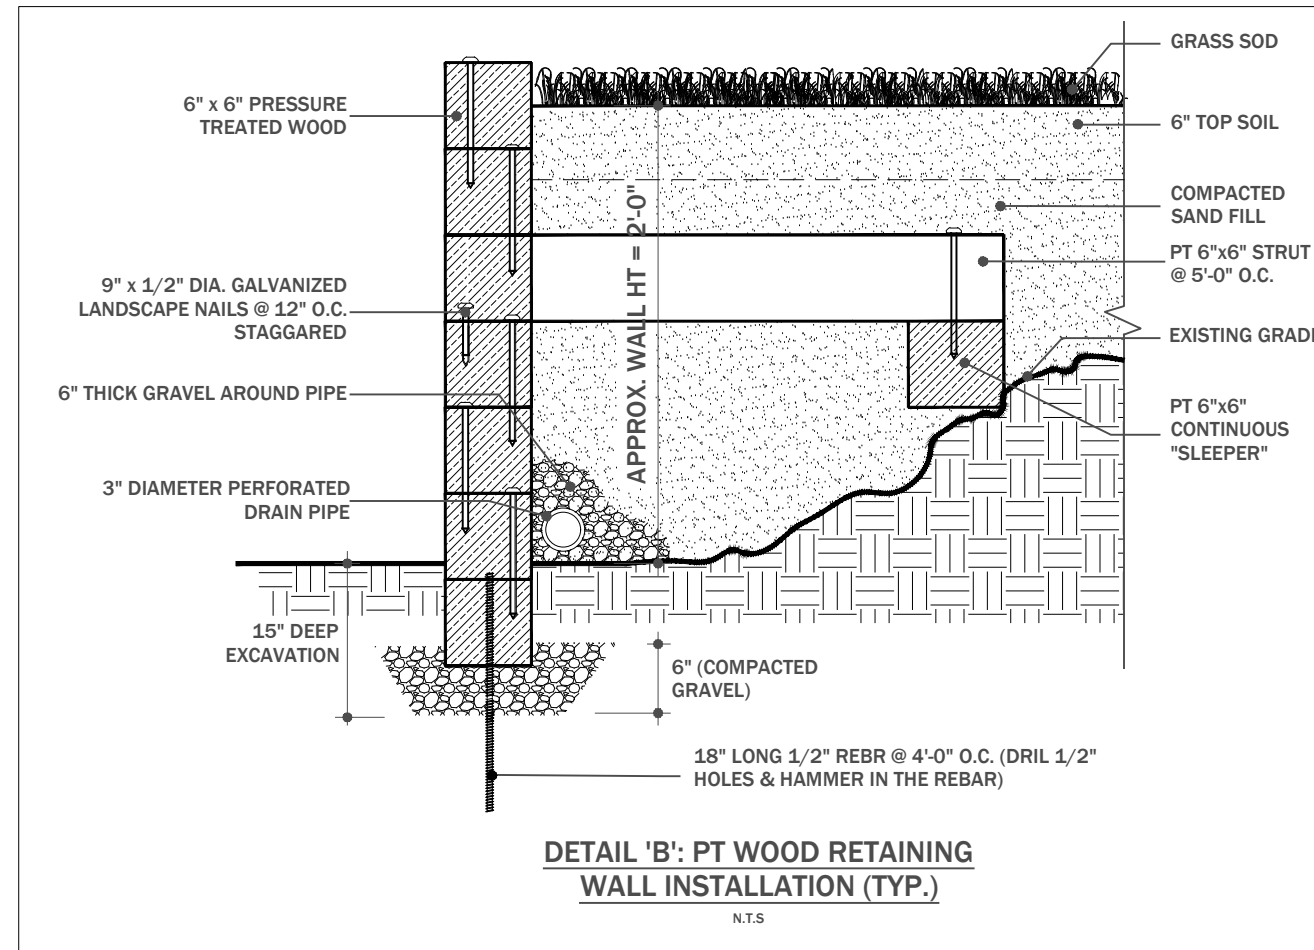 GRASS SOD
6" x 6" PRESSURE
TREATED WOOD
6" TOP SOIL
COMPACTED
SAND FILL
APPROX. WALL HT = 2'-0"
PT 6"x6" STRUT
@ 5'-0" O.C.
9" x 1/2" DIA. GALVANIZED
LANDSCAPE NAILS @ 12" O.C.
STAGGARED
EXISTING GRADE
6" THICK GRAVEL AROUND PIPE
PT 6"x6"
CONTINUOUS
"SLEEPER"
3" DIAMETER PERFORATED
DRAIN PIPE
15" DEEP
EXCAVATION
6" (COMPACTED
GRAVEL)
18" LONG 1/2" REBR @ 4'-0" O.C. (DRIL 1/2"
HOLES & HAMMER IN THE REBAR)
DETAIL 'B': PT WOOD RETAINING
WALL INSTALLATION (TYP.)
N.T.S